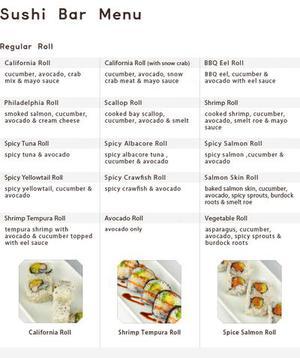 Sushi Bar Menu
Regular Roll
California Roll
cucumber, avocado, crab
mix & mayo sauce
California Roll (with snow crab)
cucumber, avocado, snow
crab meat & mayo sauce
BBQ Eel Roll
BBQ eel, cucumber &
avocado with eel sauce
Philadelphia Roll
smoked salmon, cucumber,
avocado & cream cheese
Scallop Roll
cooked bay scallop,
cucumber, avocado & smelt
Shrimp Roll
cooked shrimp, cucumber,
avocado, smelt roe & mayo
sauce
Spicy Tuna Roll
spicy tuna & avocado
Spicy Albacore Roll
spicy albacore tuna ,
cucumber & avocado
Spicy Salmon Roll
spicy salmon ,cucumber &
avocado
Spicy Yellowtail Roll
spicy yellowtail, cucumber &
avocado
Spicy Crawfish Roll
spicy crawfish & avocado
Salmon Skin Roll
baked salmon skin, cucumber,
avocado, spicy sprouts, burdock
roots & smelt roe
Shrimp Tempura Roll
tempura shrimp with
avocado & cucumber topped
with eel sauce
Avocado Roll
avocado only
Vegetable Roll
asparagus, cucumber,
avocado, spicy sprouts &
burdock roots
California Roll
Shrimp Tempura Roll
Spice Salmon Roll